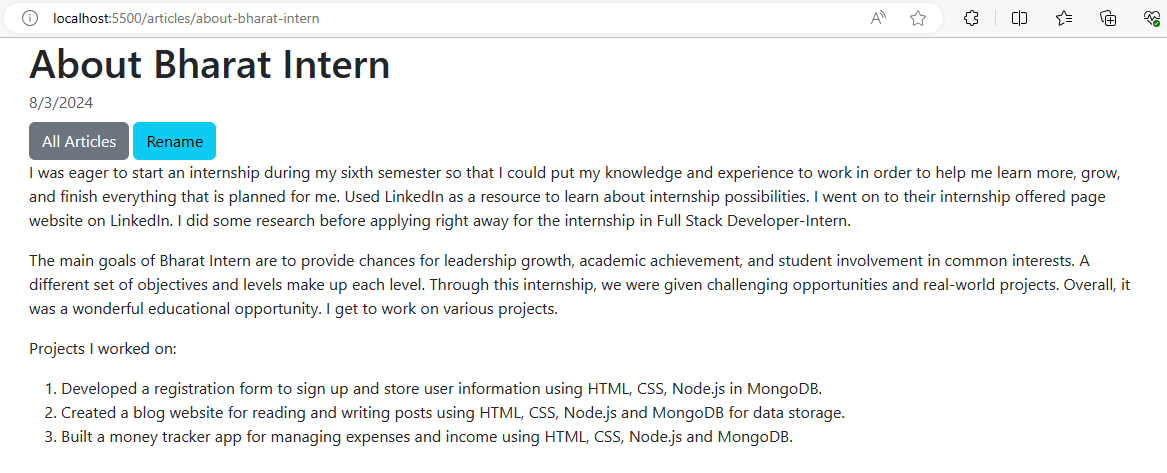 localhost:5500/articles/about-bharat-intern
About Bharat Intern
8/3/2024
All Articles Rename
I was eager to start an internship during my sixth semester so that I could put my knowledge and experience to work in order to help me learn more, grow,
and finish everything that is planned for me. Used LinkedIn as a resource to learn about internship possibilities. I went on to their internship offered page
website on LinkedIn. I did some research before applying right away for the internship in Full Stack Developer-Intern.
The main goals of Bharat Intern are to provide chances for leadership growth, academic achievement, and student involvement in common interests. A
different set of objectives and levels make up each level. Through this internship, we were given challenging opportunities and real-world projects. Overall, it
was a wonderful educational opportunity. I get to work on various projects.
Projects I worked on:
1. Developed a registration form to sign up and store user information using HTML, CSS, Node.js in MongoDB.
2. Created a blog website for reading and writing posts using HTML, CSS, Node.js and MongoDB for data storage.
3. Built a money tracker app for managing expenses and income using HTML, CSS, Node.js and MongoDB.